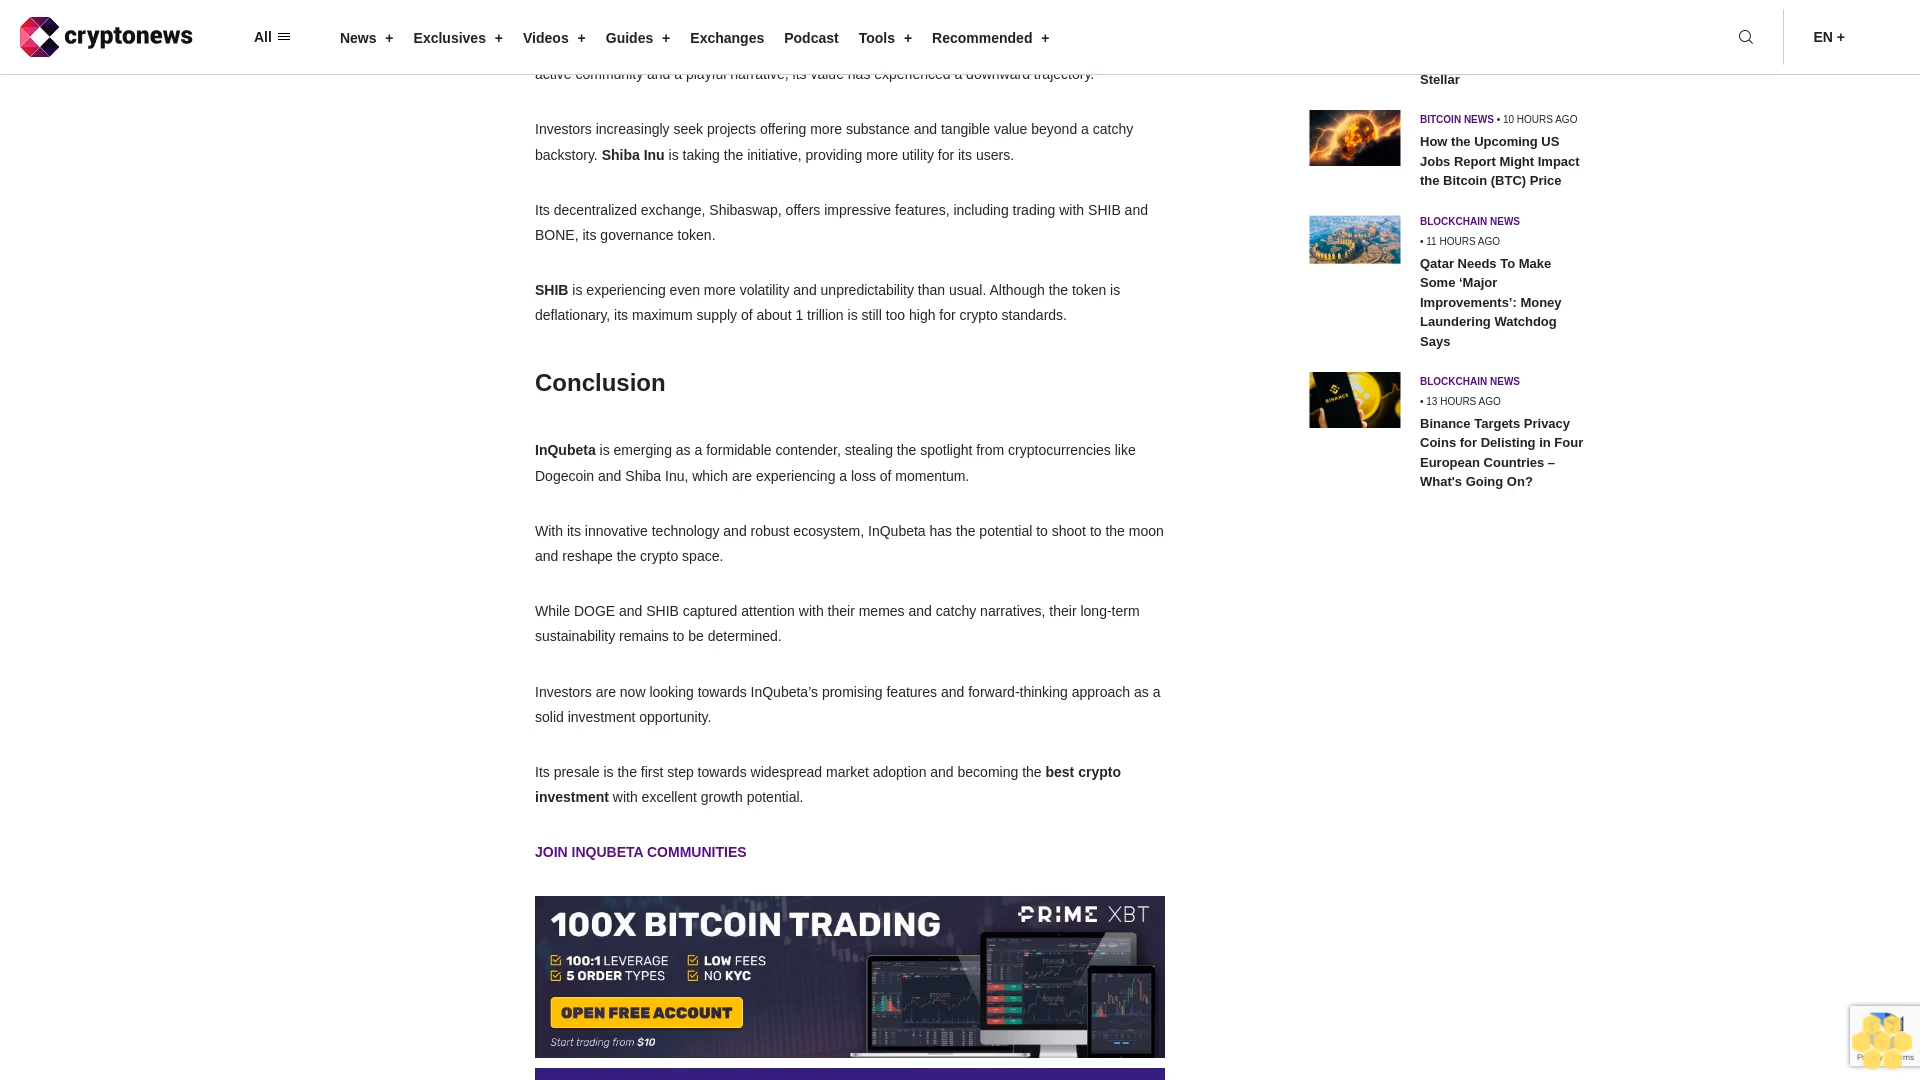 cryptonews
All
News +
Exclusives +
Videos +
Guides +
Exchanges
Podcast
Tools +
Recommended +
EN +
active community and a playful narrative, its value has experienced a downward trajectory.
Investors increasingly seek projects offering more substance and tangible value beyond a catchy
backstory. Shiba Inu is taking the initiative, providing more utility for its users.
Its decentralized exchange, Shibaswap, offers impressive features, including trading with SHIB and
BONE, its governance token.
SHIB is experiencing even more volatility and unpredictability than usual. Although the token is
deflationary, its maximum supply of about 1 trillion is still too high for crypto standards.
Conclusion
InQubeta is emerging as a formidable contender, stealing the spotlight from cryptocurrencies like
Dogecoin and Shiba Inu, which are experiencing a loss of momentum.
With its innovative technology and robust ecosystem, InQubeta has the potential to shoot to the moon
and reshape the crypto space.
While DOGE and SHIB captured attention with their memes and catchy narratives, their long-term
sustainability remains to be determined.
Investors are now looking towards InQubeta’s promising features and forward-thinking approach as a
solid investment opportunity.
Its presale is the first step towards widespread market adoption and becoming the best crypto
investment with excellent growth potential.
JOIN INQUBETA COMMUNITIES
100X BITCOIN TRADING
PRIME XBT
100:1 LEVERAGE
LOW FEES
5 ORDER TYPES
NO KYC
OPEN FREE ACCOUNT
Start trading from $10
Stellar
BITCOIN NEWS • 10 HOURS AGO
How the Upcoming US
Jobs Report Might Impact
the Bitcoin (BTC) Price
BLOCKCHAIN NEWS
• 11 HOURS AGO
Qatar Needs To Make
Some ‘Major
Improvements’: Money
Laundering Watchdog
Says
BLOCKCHAIN NEWS
• 13 HOURS AGO
Binance Targets Privacy
Coins for Delisting in Four
European Countries –
What's Going On?
BINANCE